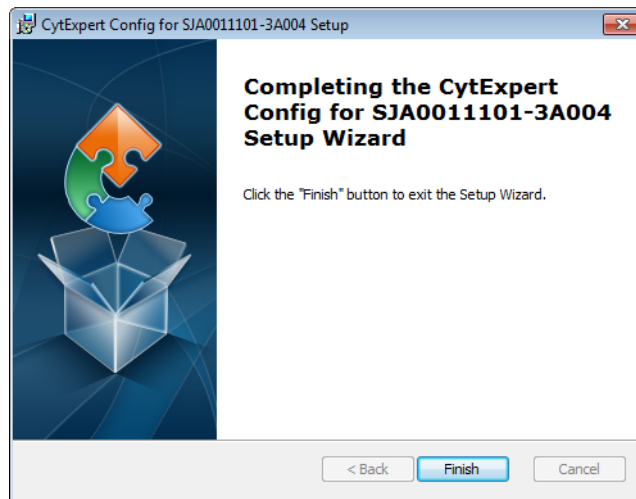 CytExpert Config for SJA0011101-3A004 Setup
Completing the CytExpert
Config for SJA0011101-3A004
Setup Wizard
Click the "Finish" button to exit the Setup Wizard.
< Back
Finish
Cancel